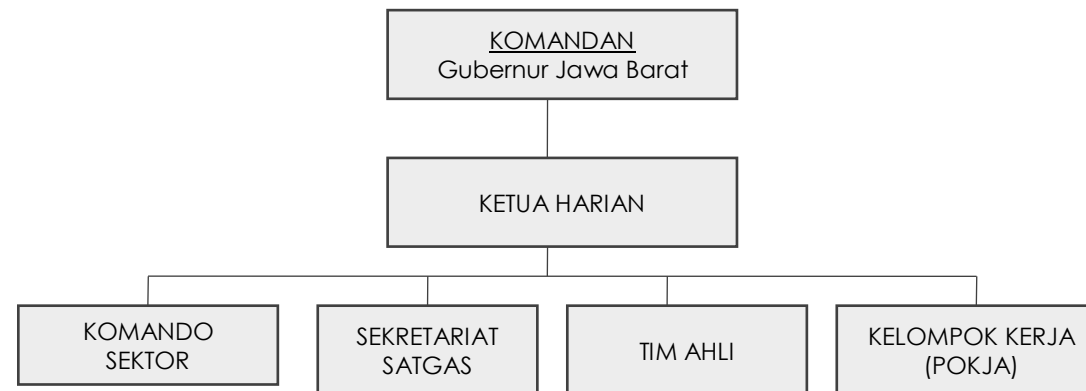 KOMANDAN
Gubernur Jawa Barat
KETUA HARIAN
KOMANDO
SEKTOR
SEKRETARIAT
SATGAS
TIM AHLI
KELOMPOK KERJA
(POKJA)